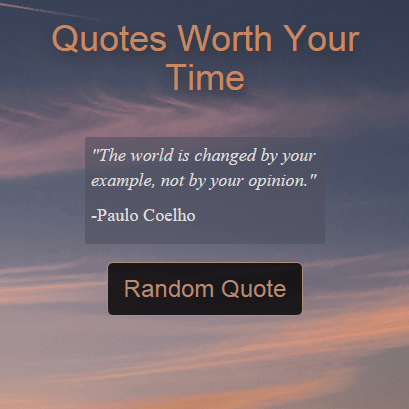 Quotes Worth Your
Time
"The world is changed by your
example, not by your opinion."
-Paulo Coelho
Random Quote